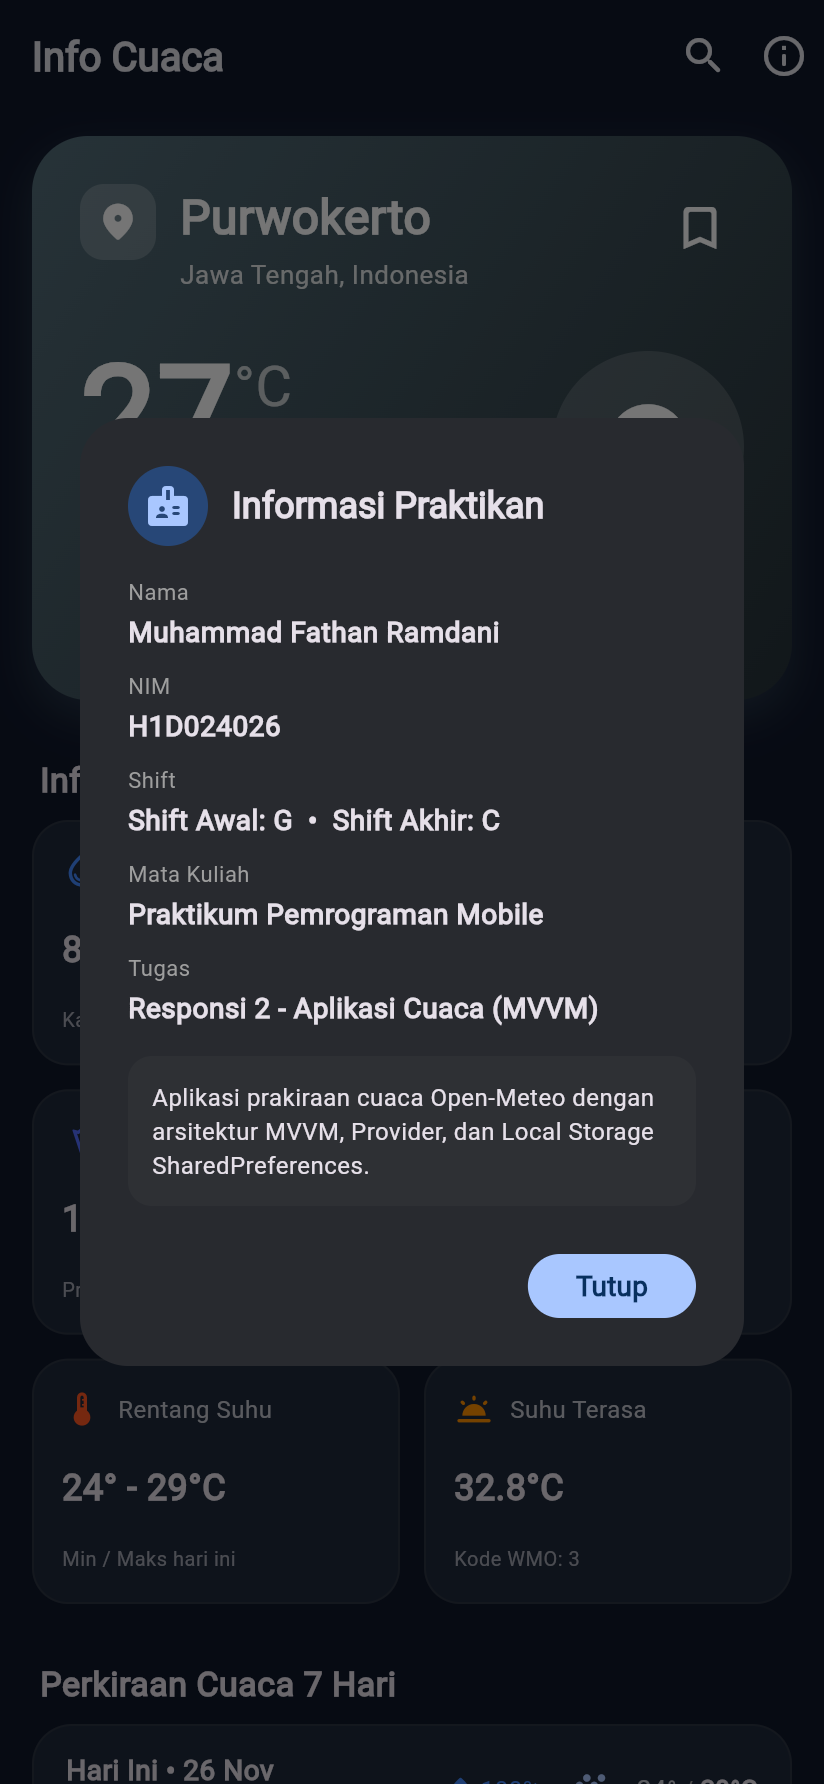 Info Cuaca
Purwokerto
Jawa Tengah, Indonesia
27°C
Informasi Praktikan
Nama
Muhammad Fathan Ramdani
NIM
H1D024026
Shift
Shift Awal: G • Shift Akhir: C
Mata Kuliah
Praktikum Pemrograman Mobile
Tugas
Responsi 2 - Aplikasi Cuaca (MVVM)
Aplikasi prakiraan cuaca Open-Meteo dengan
arsitektur MVVM, Provider, dan Local Storage
SharedPreferences.
Tutup
Rentang Suhu
24° - 29°C
Min / Maks hari ini
Suhu Terasa
32.8°C
Kode WMO: 3
Perkiraan Cuaca 7 Hari
Hari Ini • 26 Nov